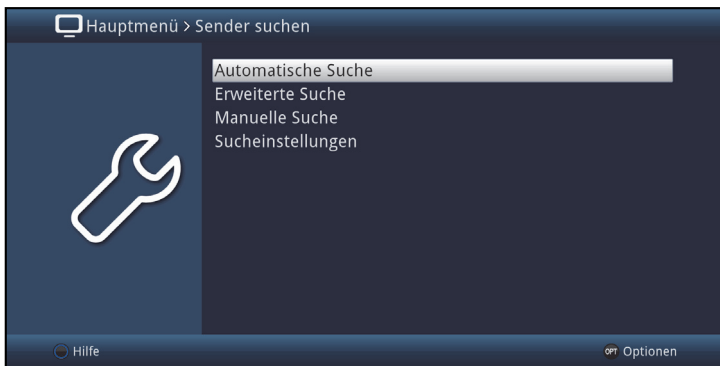 Hauptmenü > Sender suchen
Automatische Suche
Erweiterte Suche
Manuelle Suche
Sucheinstellungen
Hilfe
OPT Optionen